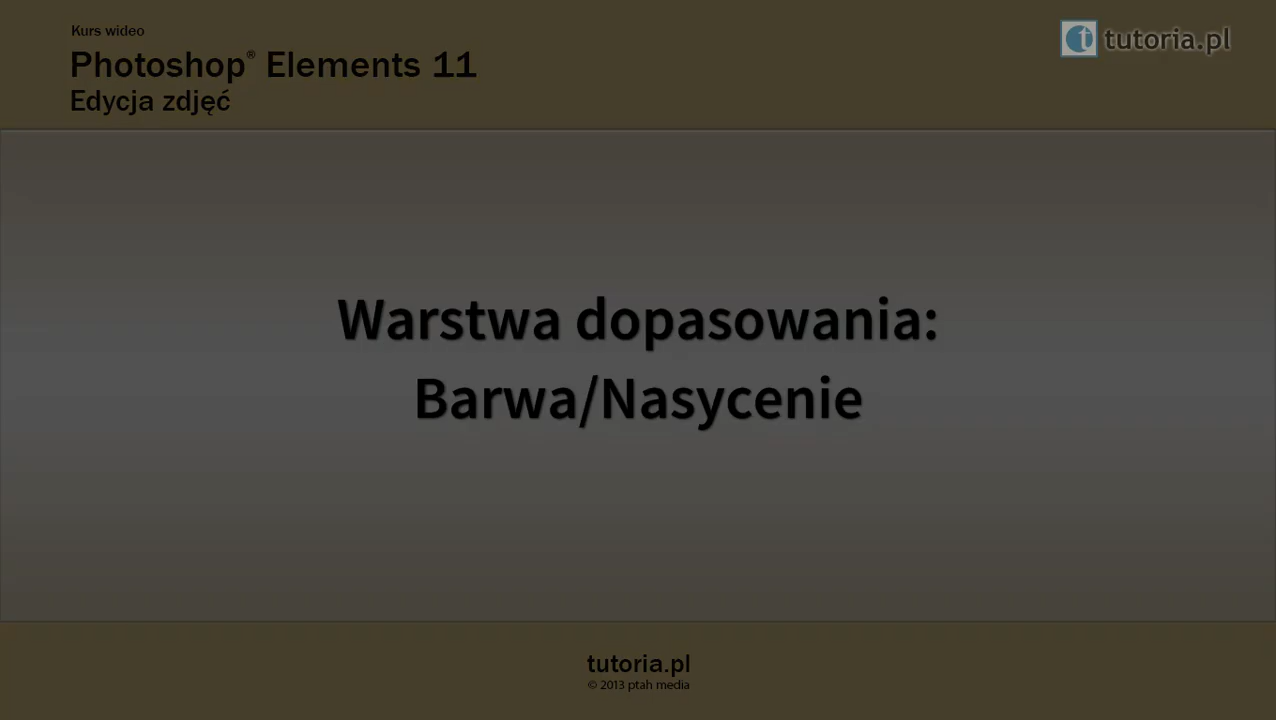 Kurs wideo
Photoshop® Elements 11
Edycja zdjęć
t tutoria.pl
Warstwa dopasowania:
Barwa/Nasycenie
tutoria.pl
© 2013 ptah media